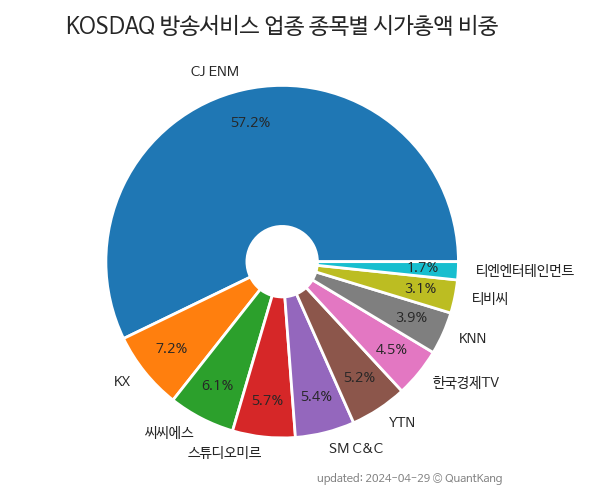 KOSDAQ 방송서비스 업종 종목별 시가총액 비중
CJ ENM
57.2%
1.7%
티엔엔터테인먼트
3.1%
티비씨
3.9%
KNN
4.5%
한국경제TV
5.2%
YTN
5.4%
SM C&C
5.7%
스튜디오미르
6.1%
씨씨에스
7.2%
KX
updated: 2024-04-29 © QuantKang